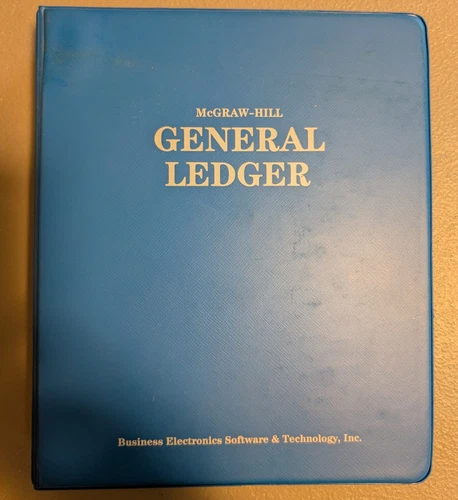 McGRAW-HILL
GENERAL
LEDGER
Business Electronics Software & Technology, Inc.